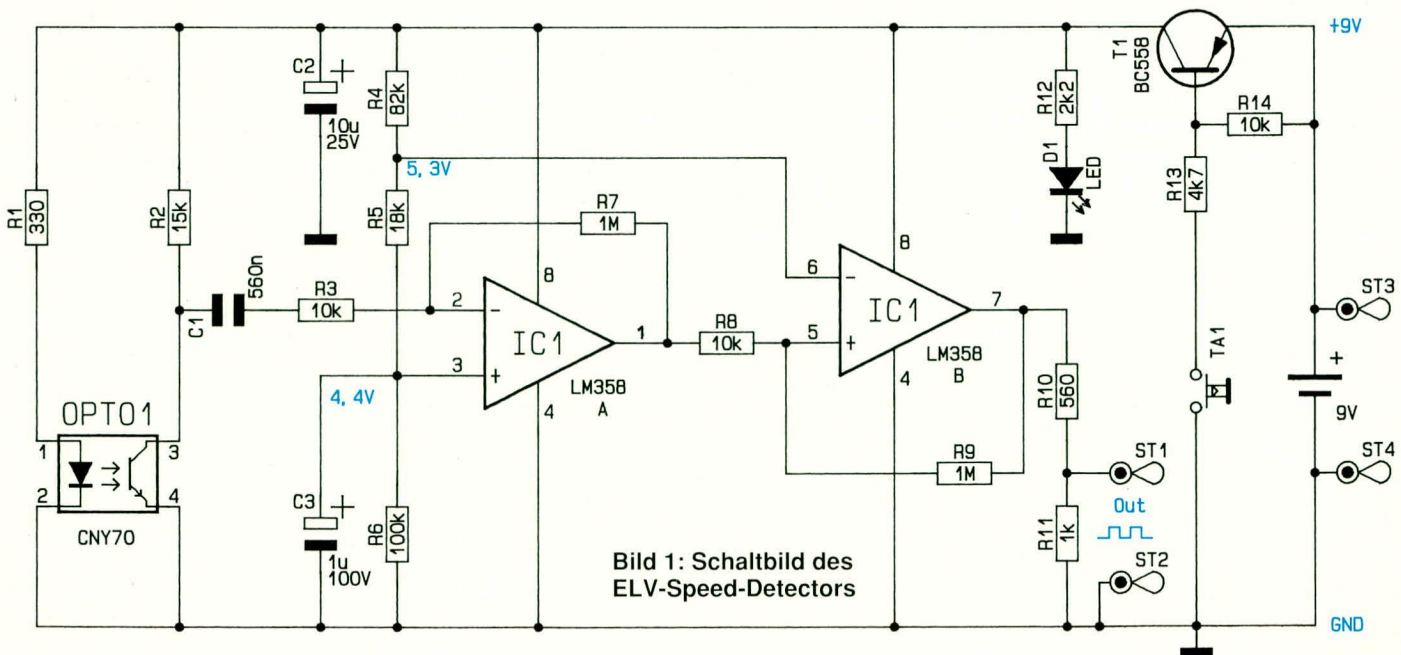 +9V
T1
BC558
R14
10k
C2
+
10u
25V
R4
82k
5,3V
R12
2k2
D1
LED
R13
4k7
R1
330
R2
15k
R5
18k
R7
1M
C1
560n
R3
10k
2
-
8
IC1
3
+
1
4
LM358
A
4,4V
R8
10k
6
-
8
5
+
IC1
7
4
LM358
B
R10
560
R9
1M
TA1
ST3
+
9V
ST4
OPTO1
1
3
2
4
CNY70
C3
+
1u
100V
R6
100k
ST1
Out
R11
1k
ST2
Bild 1: Schaltbild des
ELV-Speed-Detectors
GND